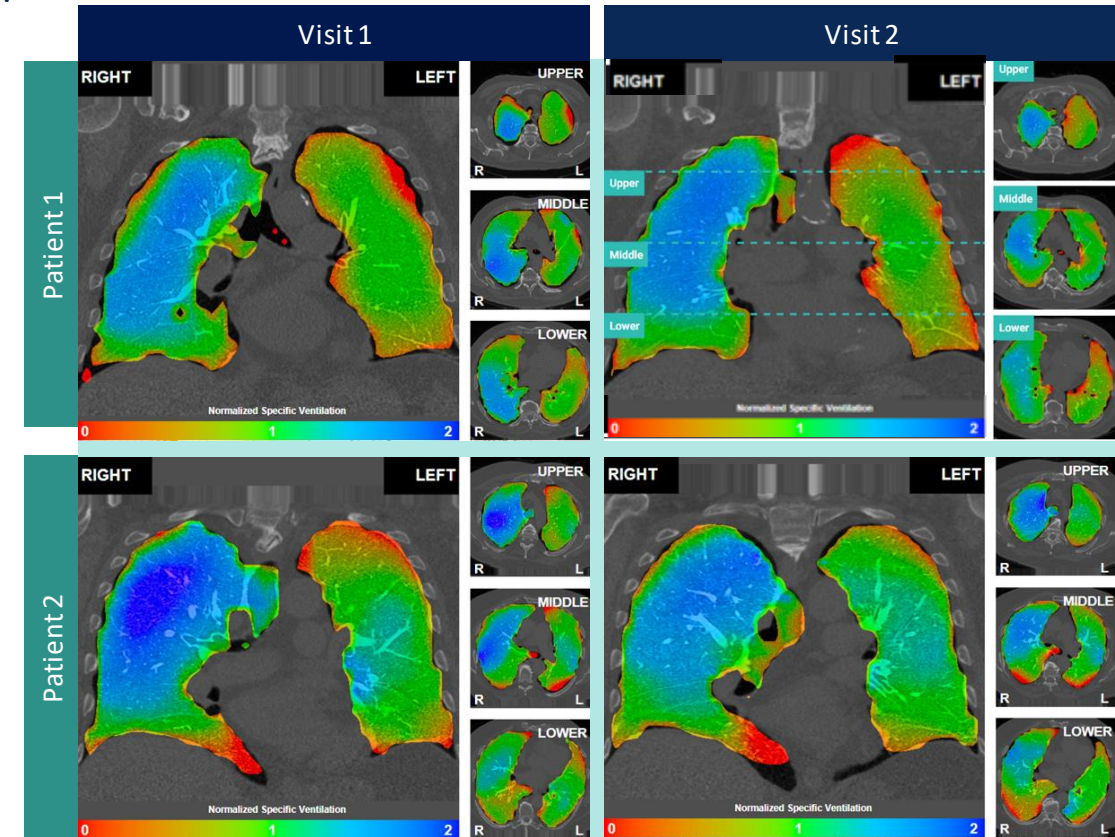 Visit 1
Visit 2
Patient 1
RIGHT
LEFT
UPPER
R
L
MIDDLE
R
L
LOWER
R
L
Normalized Specific Ventilation
0
1
2
RIGHT
LEFT
Upper
Middle
Lower
Upper
Middle
Lower
Normalized Specific Ventilation
0
1
2
Patient 2
RIGHT
LEFT
UPPER
R
L
MIDDLE
R
L
LOWER
R
L
Normalized Specific Ventilation
0
1
2
RIGHT
LEFT
UPPER
R
L
MIDDLE
R
L
LOWER
R
L
Normalized Specific Ventilation
0
1
2